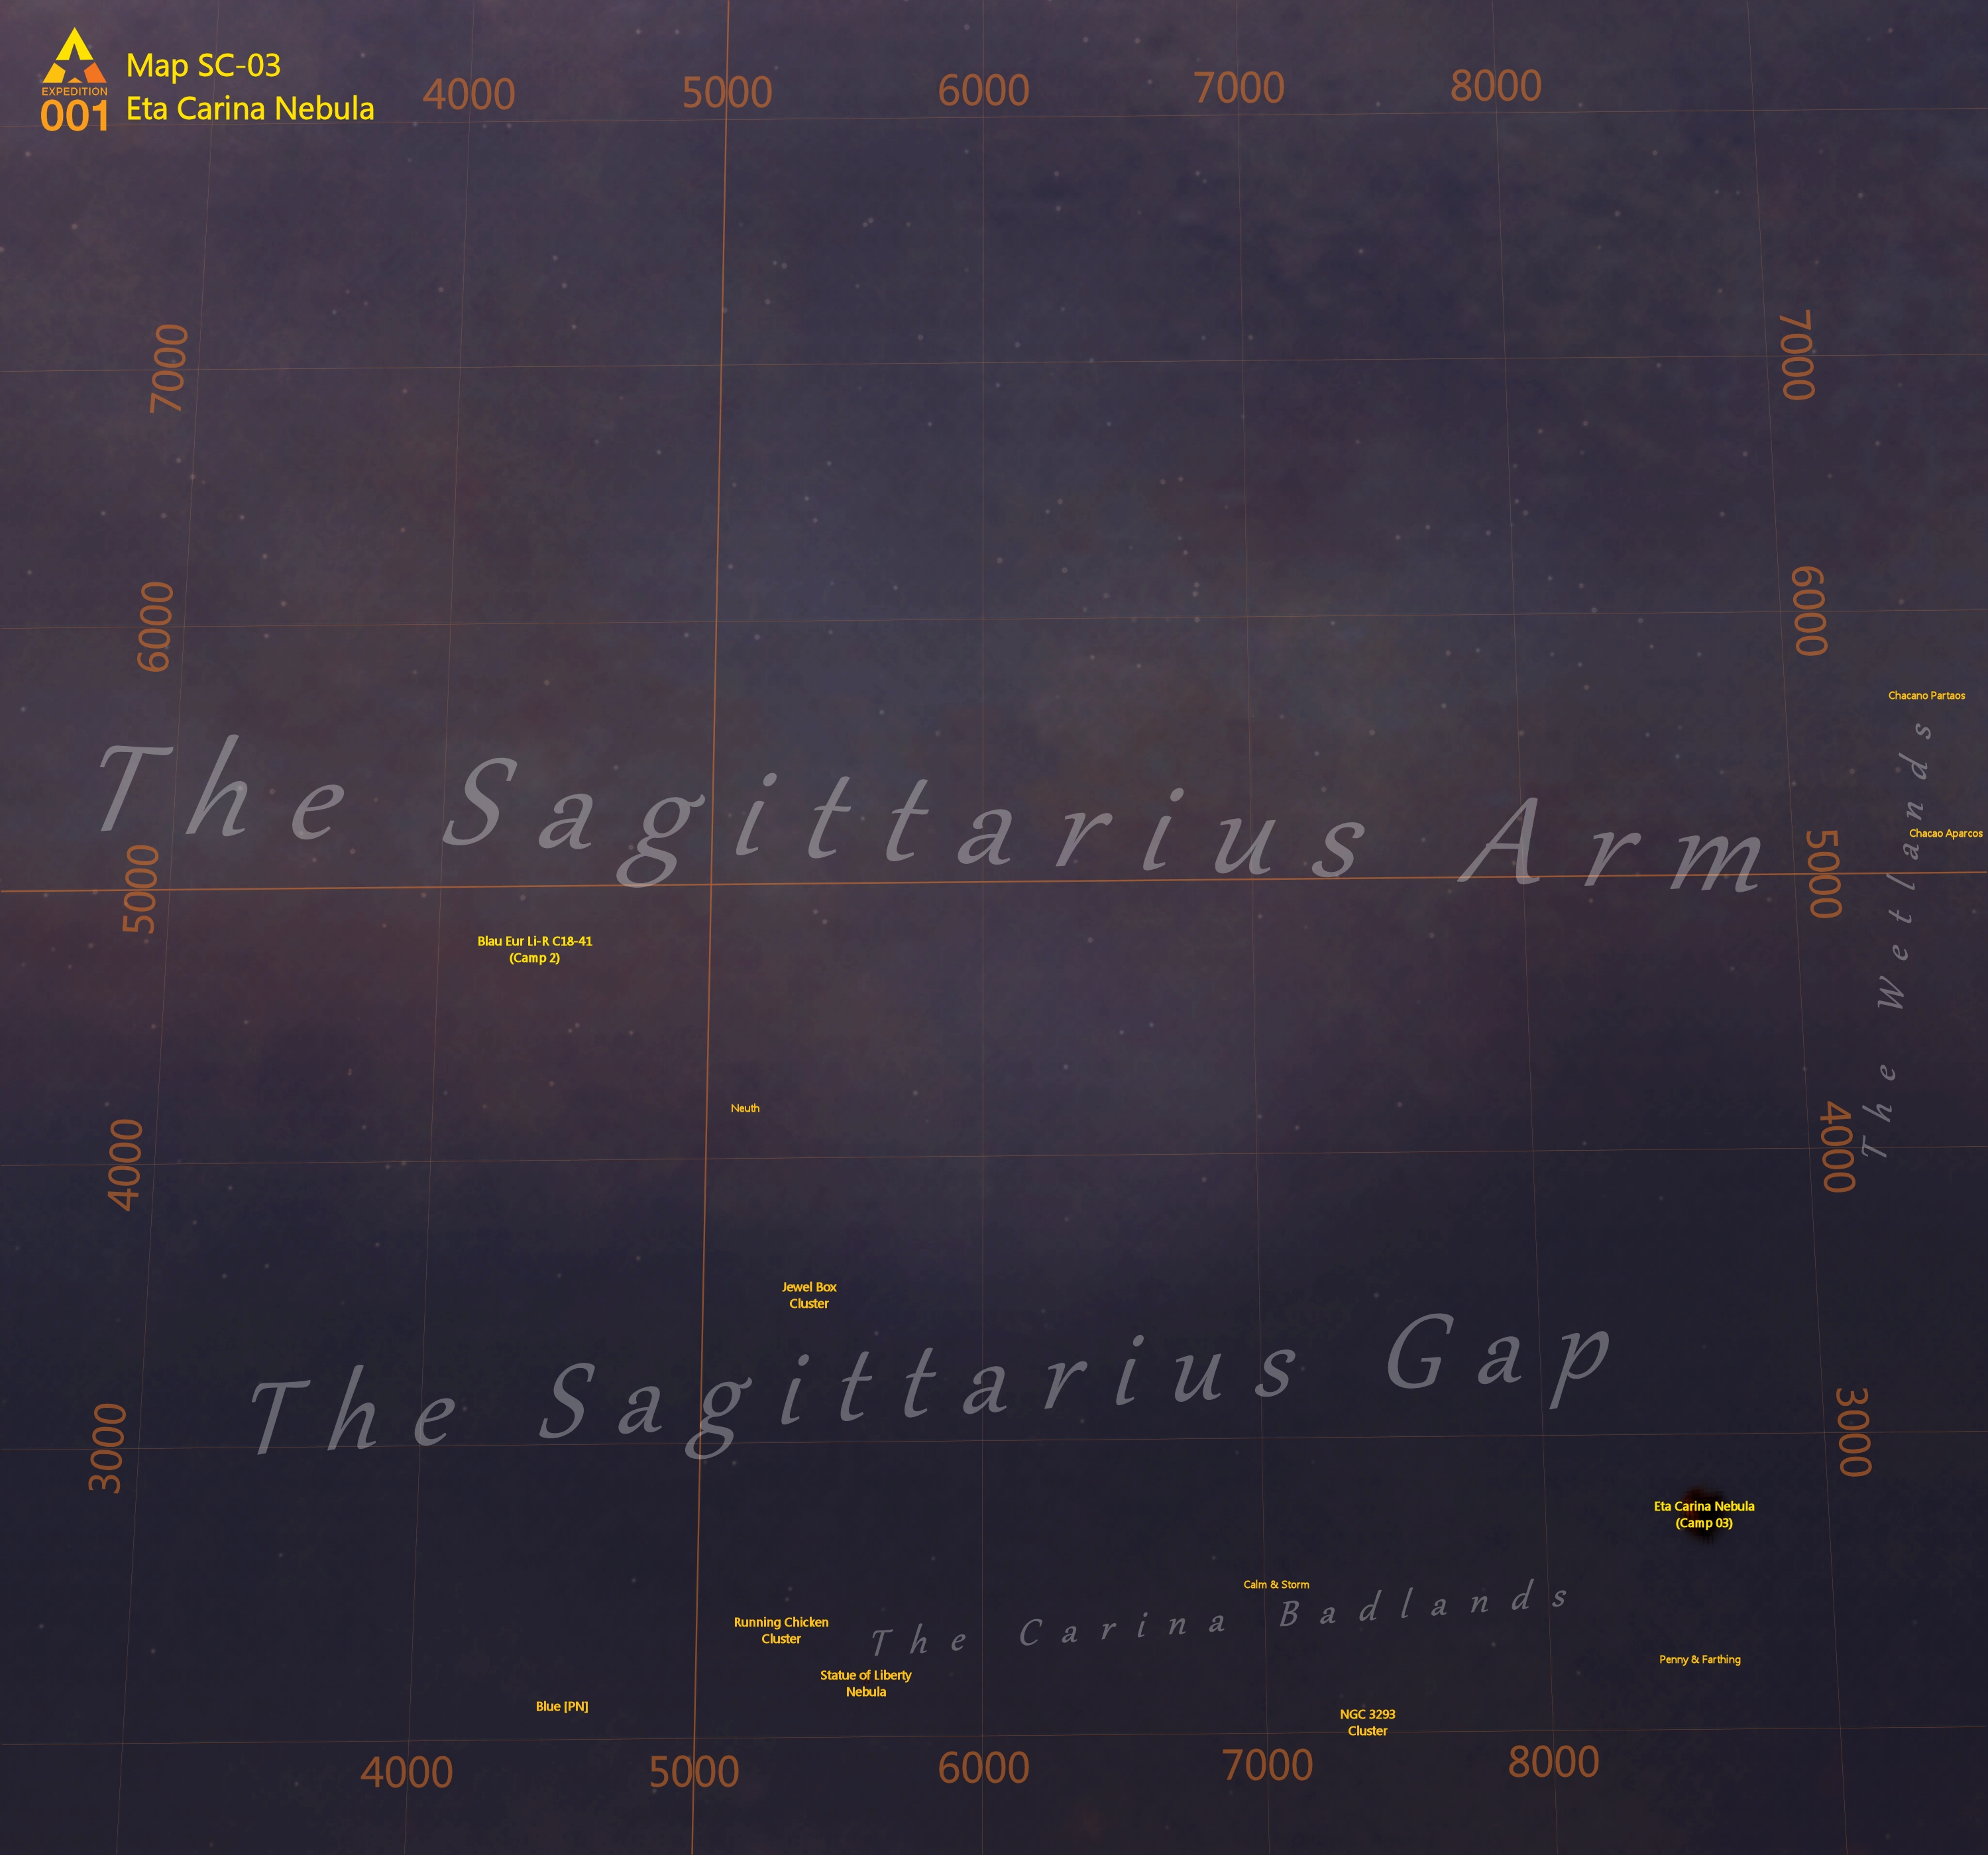 EXPEDITION
001
Map SC-03
Eta Carina Nebula
4000
5000
6000
7000
8000
7000
7000
6000
6000
Chacano Partaos
The Sagittarius Arm
The Wetlands
Chacao Aparcos
5000
5000
Blau Eur Li-R C18-41
(Camp 2)
Neuth
4000
4000
Jewel Box
Cluster
The Sagittarius Gap
3000
3000
Eta Carina Nebula
(Camp 03)
Calm & Storm
The Carina Badlands
Running Chicken
Cluster
Penny & Farthing
Statue of Liberty
Nebula
Blue [PN]
NGC 3293
Cluster
4000
5000
6000
7000
8000